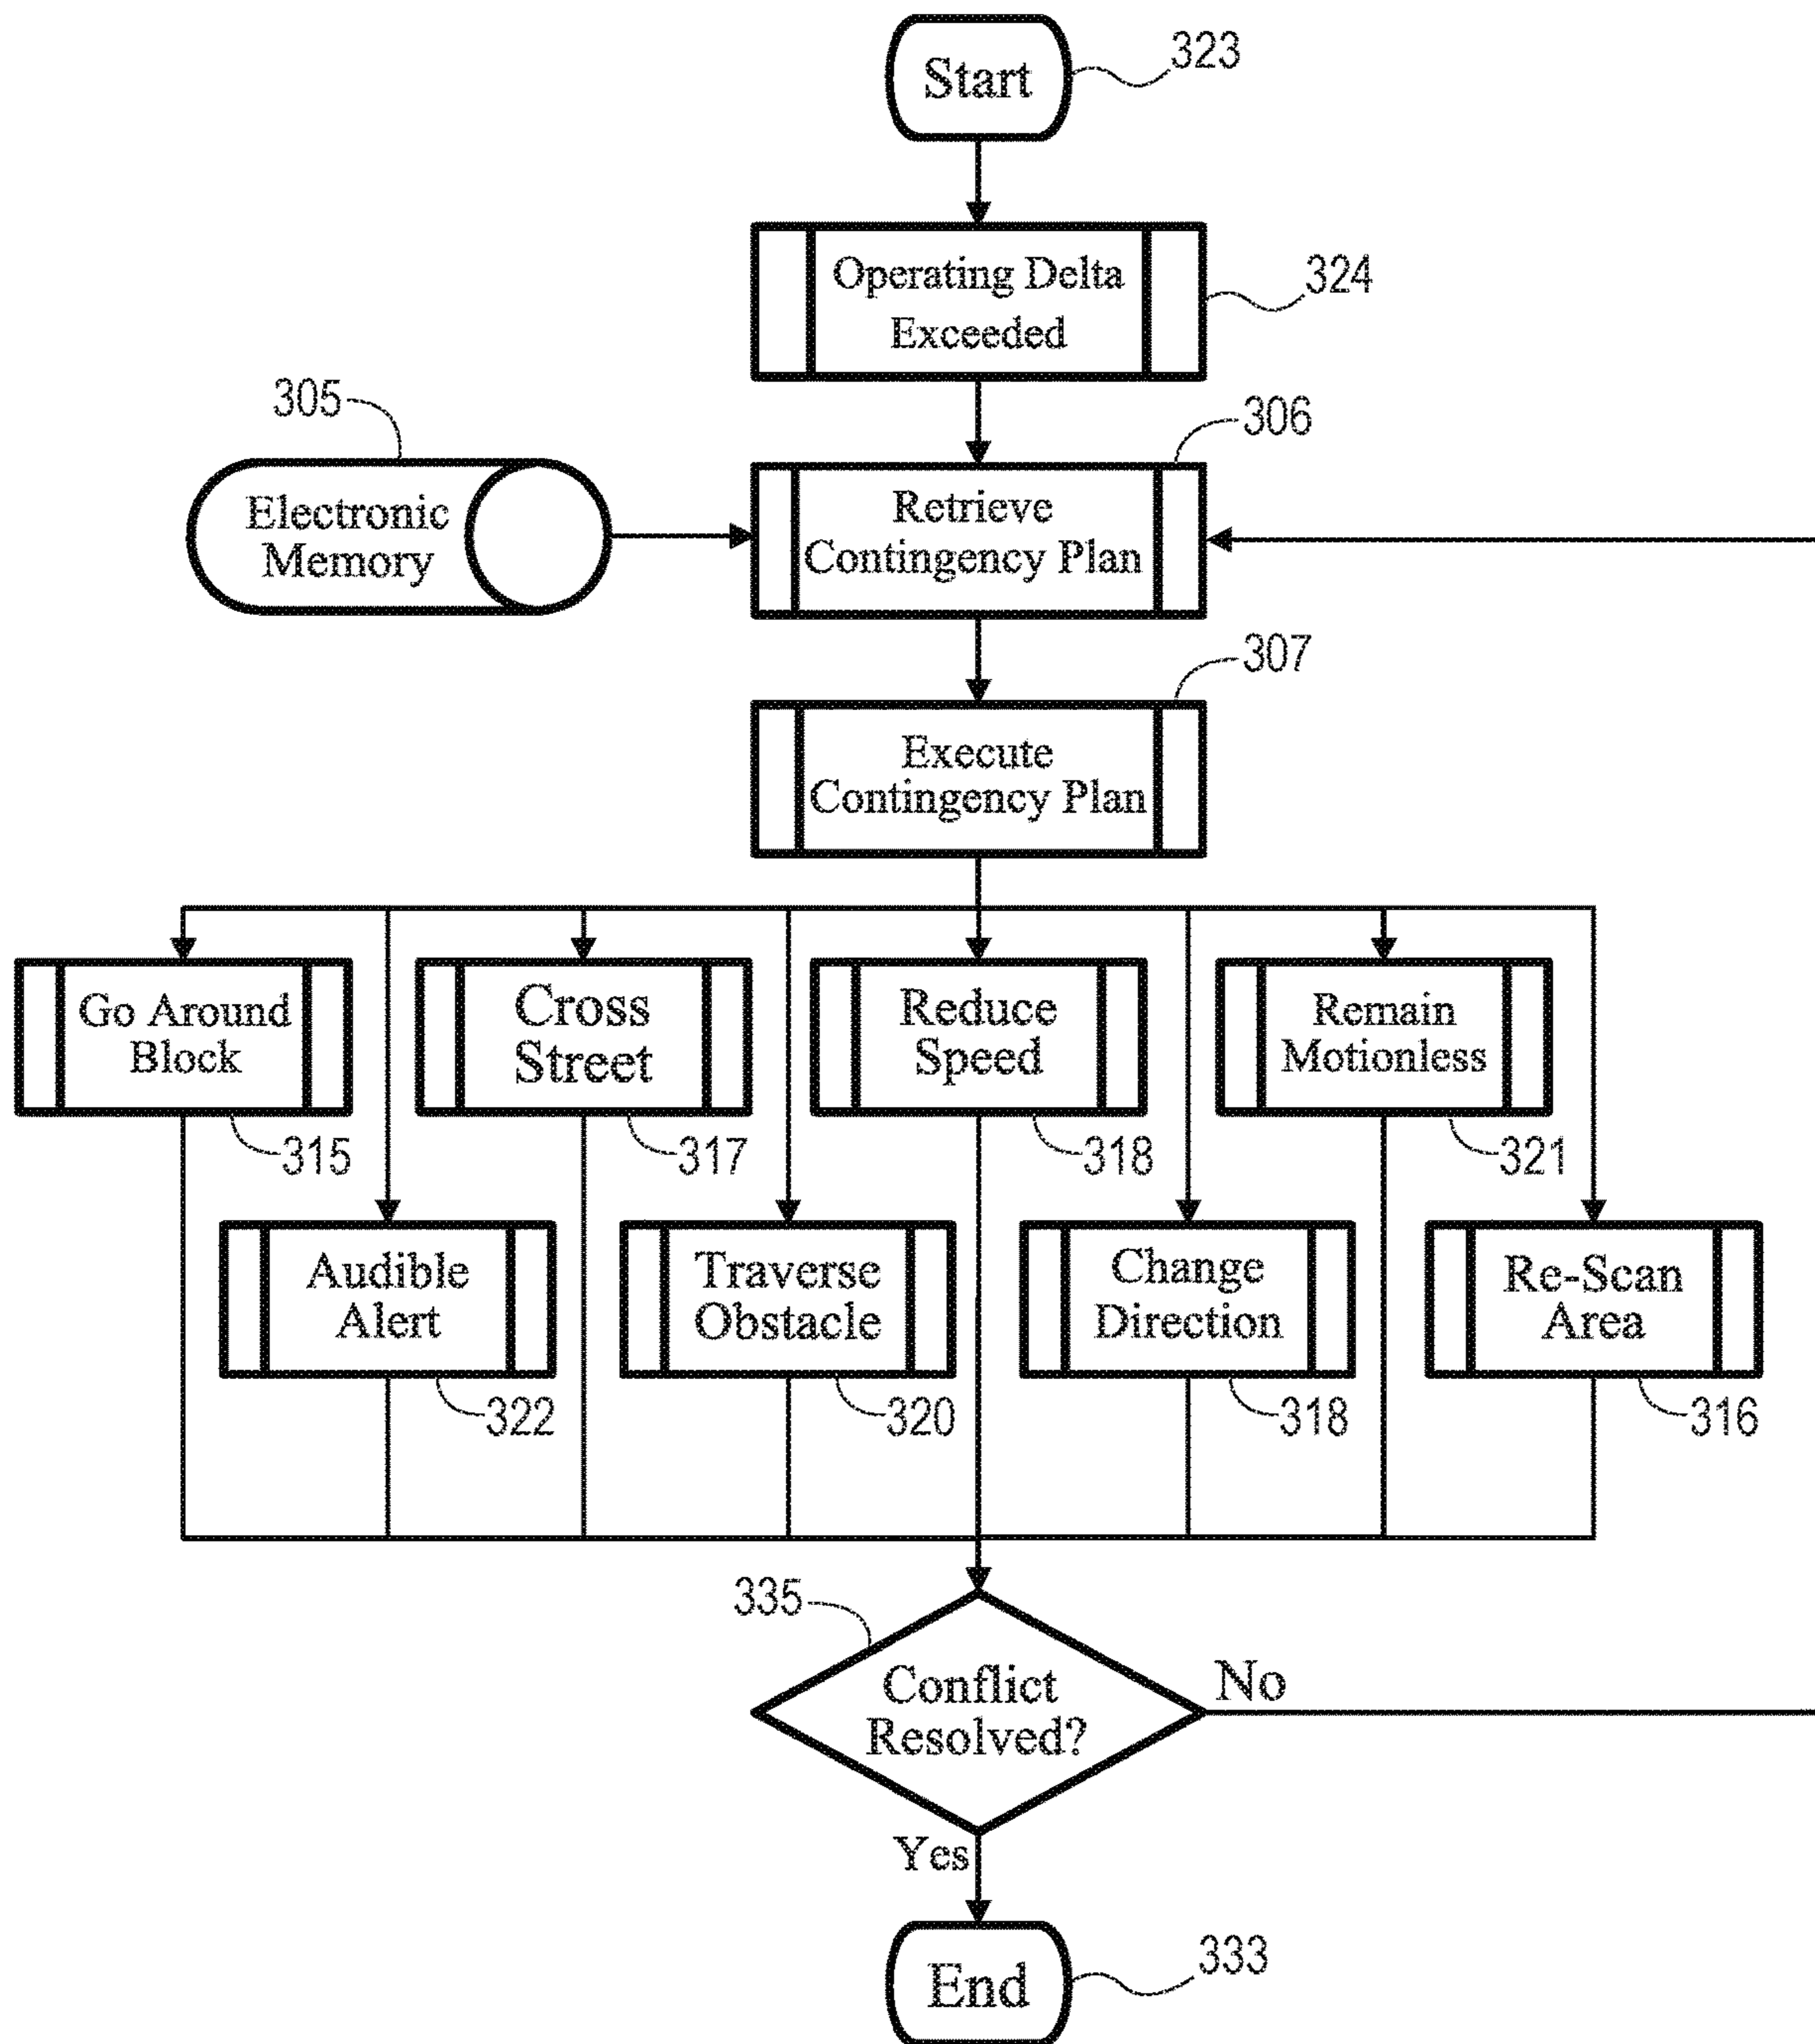 Start
323
Operating Delta
Exceeded
324
305
306
Electronic
Memory
Retrieve
Contingency Plan
307
Execute
Contingency Plan
Go Around
Block
Cross
Street
Reduce
Speed
Remain
Motionless
315
317
318
321
Audible
Alert
Traverse
Obstacle
Change
Direction
Re-Scan
Area
322
320
318
316
335
Conflict
Resolved?
No
Yes
End
333